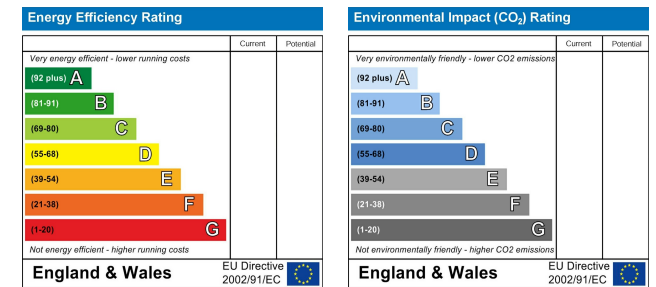 Energy Efficiency Rating
Current Potential
Very energy efficient - lower running costs
(92 plus) A
(81-91) B
(69-80) C
(55-68) D
(39-54) E
(21-38) F
(1-20) G
Not energy efficient - higher running costs
England & Wales
EU Directive
2002/91/EC
Environmental Impact (CO₂) Rating
Current Potential
Very environmentally friendly - lower CO2 emissions
(92 plus) A
(81-91) B
(69-80) C
(55-68) D
(39-54) E
(21-38) F
(1-20) G
Not environmentally friendly - higher CO2 emissions
England & Wales
EU Directive
2002/91/EC